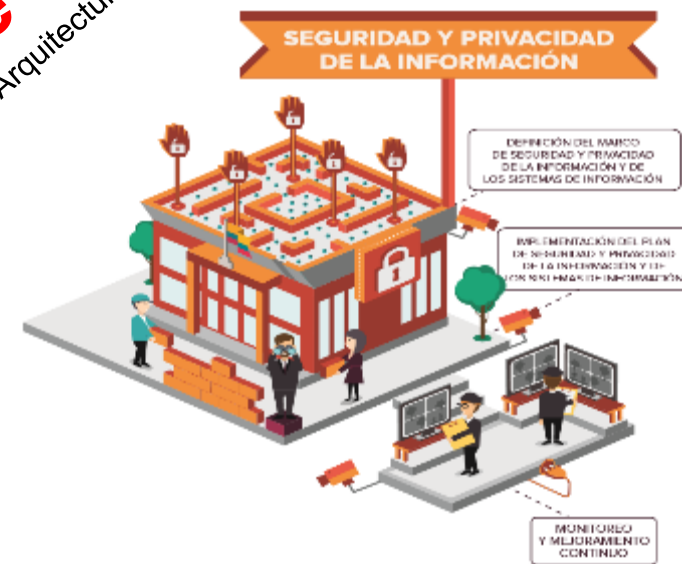 Arquitectur
SEGURIDAD Y PRIVACIDAD
DE LA INFORMACIÓN
DEFINICIÓN DEL MARCO
DE SEGURIDAD Y PRIVACIDAD
DE LA INFORMACIÓN Y DE
LOS SISTEMAS DE INFORMACIÓN
IMPLEMENTACIÓN DEL PLAN
DE SEGURIDAD Y PRIVACIDAD
DE LA INFORMACIÓN Y DE
LOS SISTEMAS DE INFORMACIÓN
MONITOREO
Y MEJORAMIENTO
CONTINUO